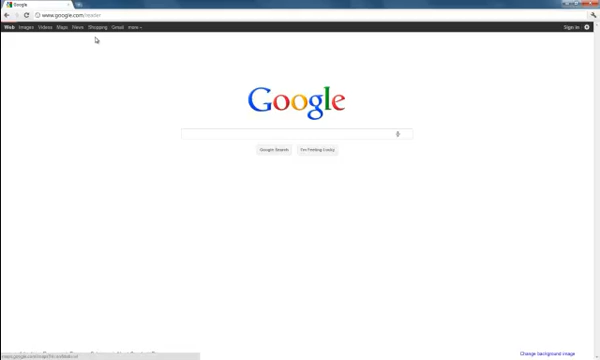 Google
www.google.com/reader
Web Images Videos Maps News Shopping Gmail more
Sign in
Google
Google Search I'm Feeling Lucky
Change background image